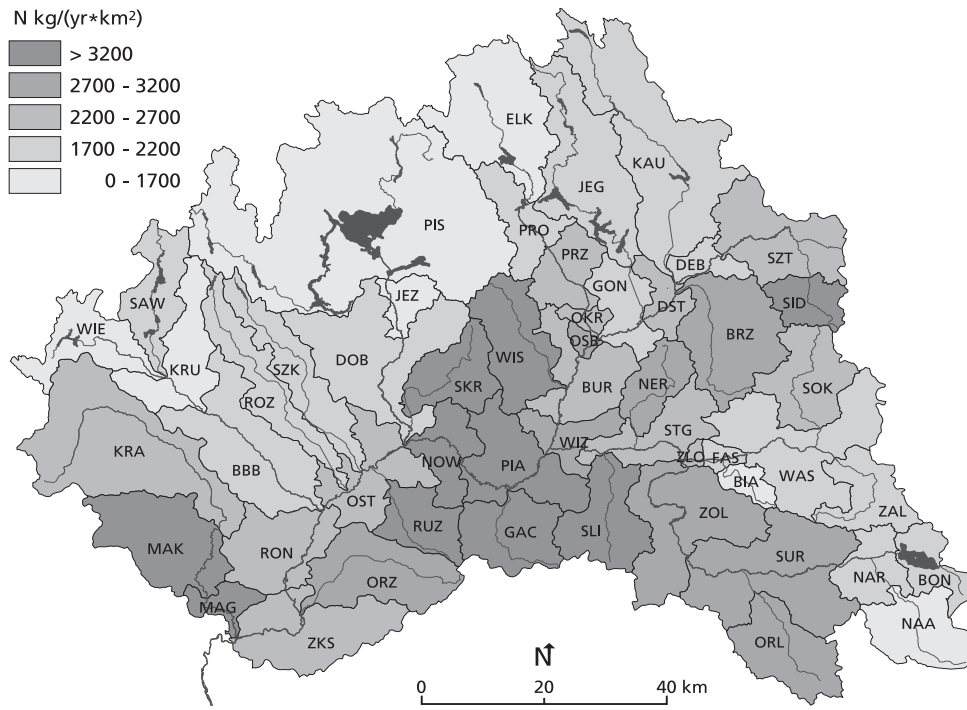 N kg/(yr*km²)
> 3200
2700 - 3200
2200 - 2700
1700 - 2200
0 - 1700
ELK
KAU
JEG
PIS
PRO
PRZ
DEB
SZT
GON
JEZ
DST
SID
SAW
OKR
WIE
OSB
BRZ
WIS
DOB
KRU
SZK
SKR
BUR
NER
SOK
ROZ
STG
WIZ
KRA
NOW
PIA
ZLO
FAS
BBB
BIA
WAS
OST
ZOL
ZAL
RUZ
GAC
SLI
MAK
RON
SUR
ORZ
NAR
BON
MAG
NAA
ZKS
ORL
N
0
20
40 km